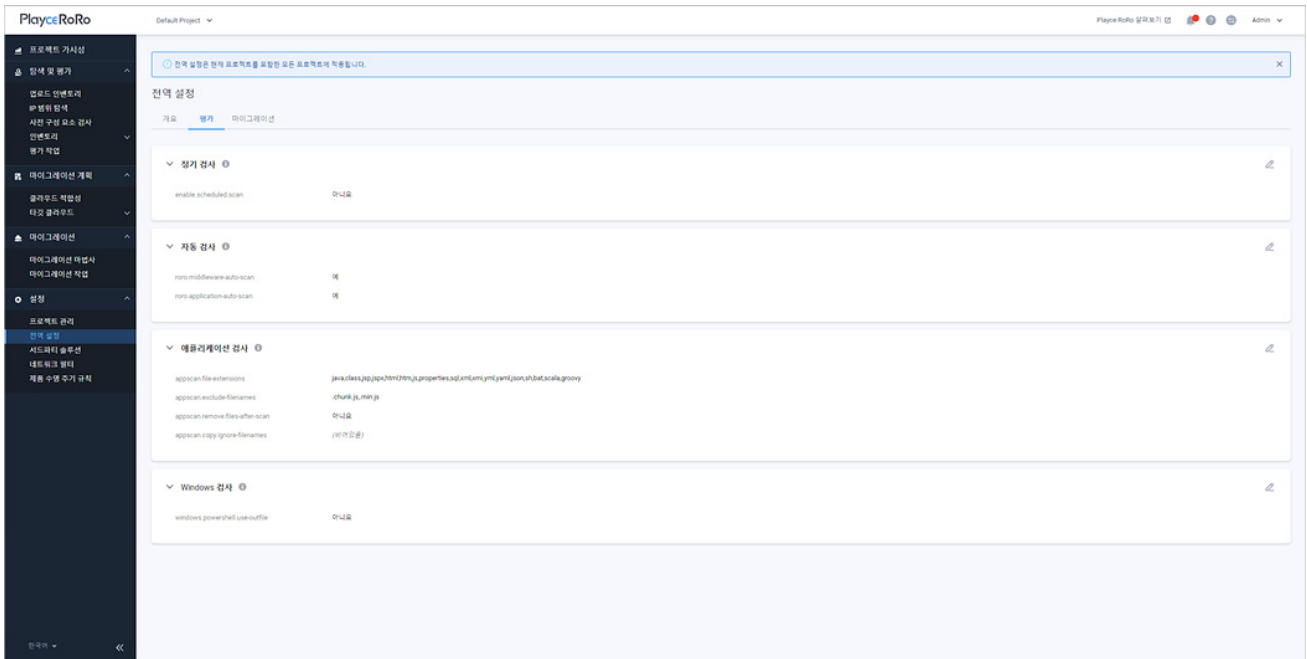 PlayceRoRo
Default Project
Playce RoRo 살펴보기
Admin
프로젝트 가시성
탐색 및 평가
업로드 인벤토리
IP 범위 탐색
사전 구성 요소 검사
인벤토리
평가 작업
마이그레이션 계획
클라우드 적합성
타깃 클라우드
마이그레이션
마이그레이션 마법사
마이그레이션 작업
설정
프로젝트 관리
전역 설정
서드파티 솔루션
네트워크 필터
제품 수명 주기 규칙
한국어
전역 설정은 현재 프로젝트를 포함한 모든 프로젝트에 적용됩니다.
전역 설정
개요 평가 마이그레이션
정기 검사
enable.scheduled.scan 아니요
자동 검사
roro.middleware-auto-scan 예
roro.application-auto-scan 예
애플리케이션 검사
appscan.file-extensions java,class,jsp,jspx,html,htm,js,properties,sql,xml,xmi,yml,yaml,json,sh,bat,scala,groovy
appscan.exclude-filenames .chunk.js,.min.js
appscan.remove.files-after-scan 아니요
appscan.copy.ignore-filenames (비어있음)
Windows 검사
windows.powershell.use-outfile 아니요